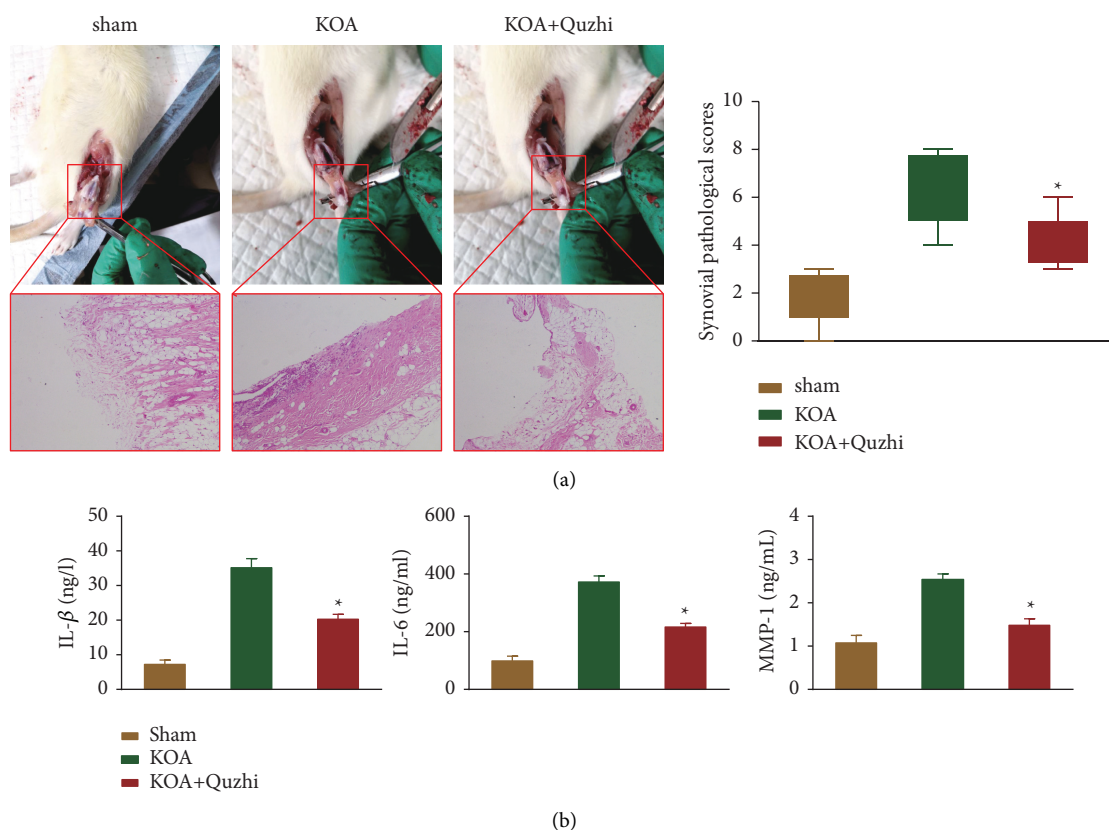 sham
KOA
KOA+Quzhi
Synovial pathological scores
10
8
6
4
2
0
*
sham
KOA
KOA+Quzhi
(a)
IL-β (ng/l)
50
40
30
20
10
0
*
IL-6 (ng/ml)
600
400
200
0
*
MMP-1 (ng/mL)
4
3
2
1
0
*
Sham
KOA
KOA+Quzhi
(b)